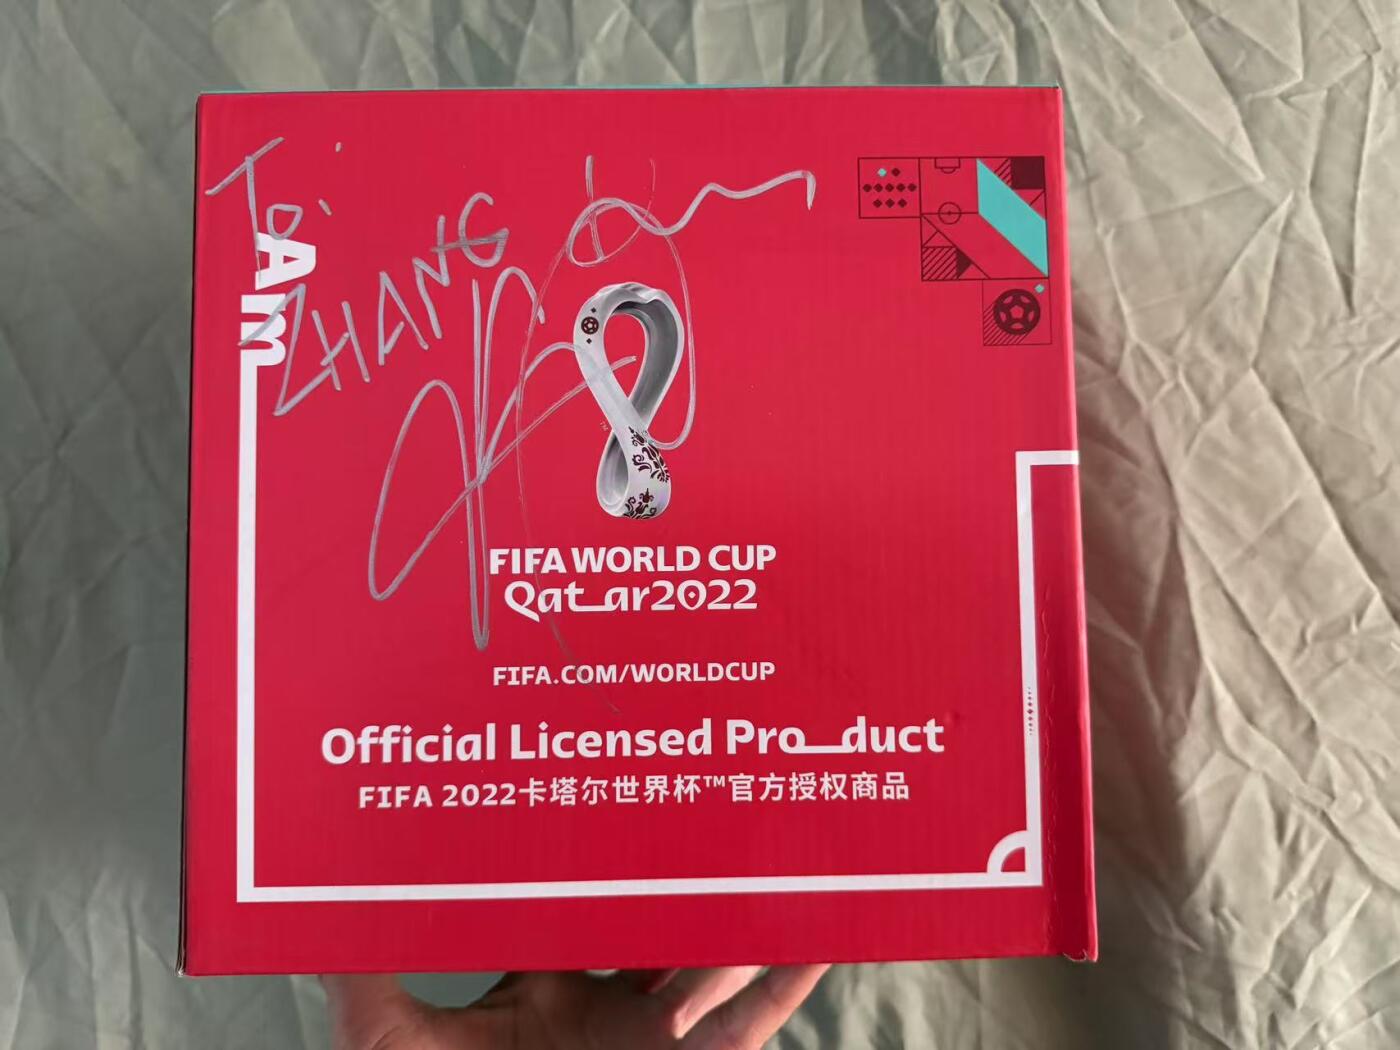 To:
ZHANG
Am
FIFA WORLD CUP
Qatar2022
TM
FIFA.COM/WORLDCUP
Official Licensed Product
FIFA 2022卡塔尔世界杯™官方授权商品